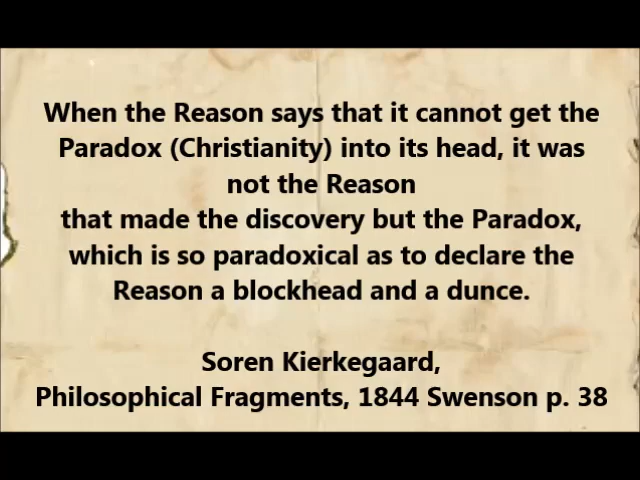 When the Reason says that it cannot get the
Paradox (Christianity) into its head, it was
not the Reason
that made the discovery but the Paradox,
which is so paradoxical as to declare the
Reason a blockhead and a dunce.
Soren Kierkegaard,
Philosophical Fragments, 1844 Swenson p. 38